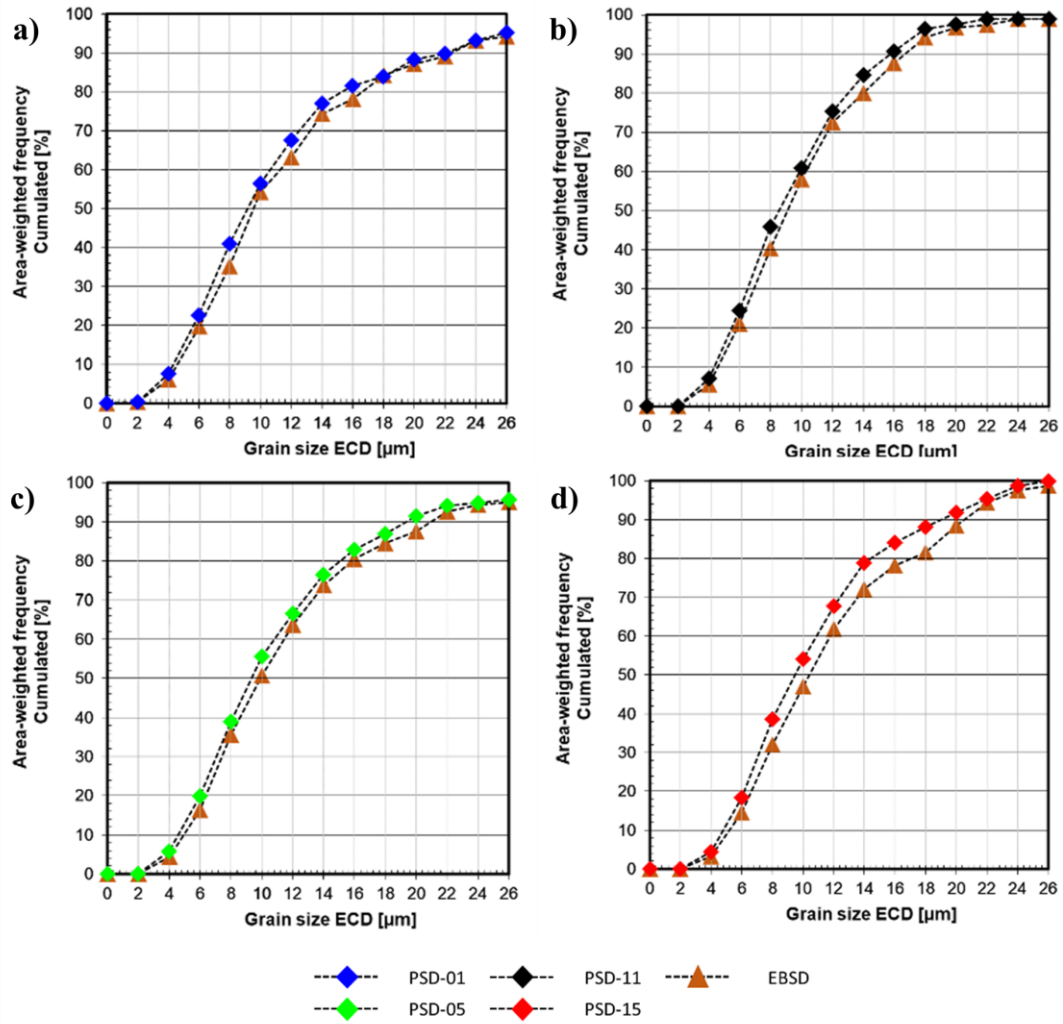 a)
Area-weighted frequency
Cumulated [%]
100
90
80
70
60
50
40
30
20
10
0
0 2 4 6 8 10 12 14 16 18 20 22 24 26
Grain size ECD [µm]
b)
Area-weighted frequency
Cumulated [%]
100
90
80
70
60
50
40
30
20
10
0
0 2 4 6 8 10 12 14 16 18 20 22 24 26
Grain size ECD [µm]
c)
Area-weighted frequency
Cumulated [%]
100
90
80
70
60
50
40
30
20
10
0
0 2 4 6 8 10 12 14 16 18 20 22 24 26
Grain size ECD [µm]
d)
Area-weighted frequency
Cumulated [%]
100
90
80
70
60
50
40
30
20
10
0
0 2 4 6 8 10 12 14 16 18 20 22 24 26
Grain size ECD [µm]
PSD-01 PSD-11 EBSD
PSD-05 PSD-15